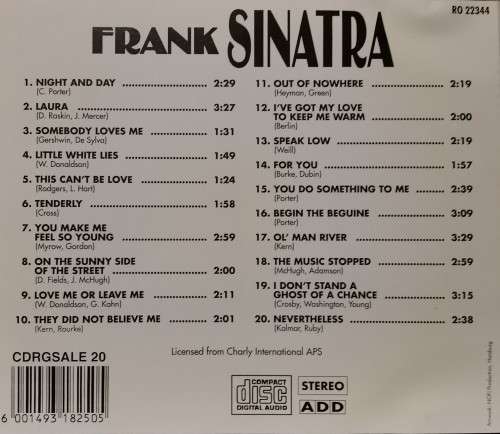 FRANK SINATRA
RO 22344
1. NIGHT AND DAY ........................ 2:29
(C. Porter)
2. LAURA ........................ 3:27
(D. Raskin, J. Mercer)
3. SOMEBODY LOVES ME ................ 1:31
(Gershwin, De Sylva)
4. LITTLE WHITE LIES ........................ 1:49
(W. Donaldson)
5. THIS CAN'T BE LOVE .................... 1:24
(Rodgers, L. Hart)
6. TENDERLY ........................ 1:58
(Cross)
7. YOU MAKE ME
FEEL SO YOUNG ........................ 2:59
(Myrow, Gordon)
8. ON THE SUNNY SIDE
OF THE STREET ........................ 2:00
(D. Fields, J. McHugh)
9. LOVE ME OR LEAVE ME .............. 2:11
(W. Donaldson, G. Kahn)
10. THEY DID NOT BELIEVE ME ........ 2:01
(Kern, Rourke)
11. OUT OF NOWHERE .................... 2:19
(Heyman, Green)
12. I'VE GOT MY LOVE
TO KEEP ME WARM .................. 2:00
(Berlin)
13. SPEAK LOW ........................ 2:19
(Weill)
14. FOR YOU ........................ 1:57
(Burke, Dubin)
15. YOU DO SOMETHING TO ME .... 2:39
(Porter)
16. BEGIN THE BEGUINE ................ 3:09
(Porter)
17. OL' MAN RIVER ........................ 3:29
(Kern)
18. THE MUSIC STOPPED ................ 2:59
(McHugh, Adamson)
19. I DON'T STAND A
GHOST OF A CHANCE .............. 3:15
(Crosby, Washington, Young)
20. NEVERTHELESS ........................ 2:38
(Kalmar, Ruby)
Licensed from Charly International APS
CDRGSALE 20
6 001493 182505
COMPACT
disc
DIGITAL AUDIO
STEREO
ADD
Artwork: Production, Hamburg